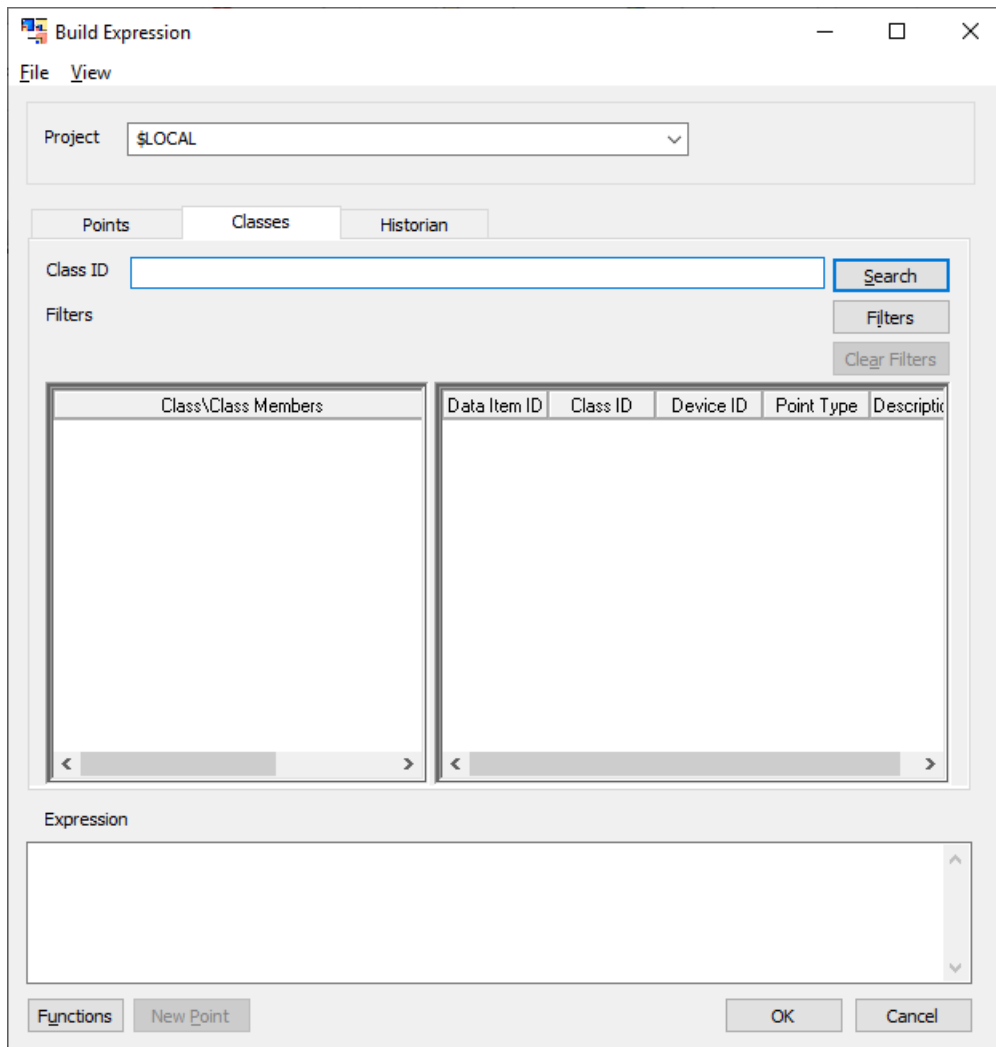 Build Expression
File View
Project $LOCAL
Points Classes Historian
Class ID Search
Filters Filters
Clear Filters
Class\Class Members Data Item ID Class ID Device ID Point Type Descriptic
Expression
Functions New Point OK Cancel